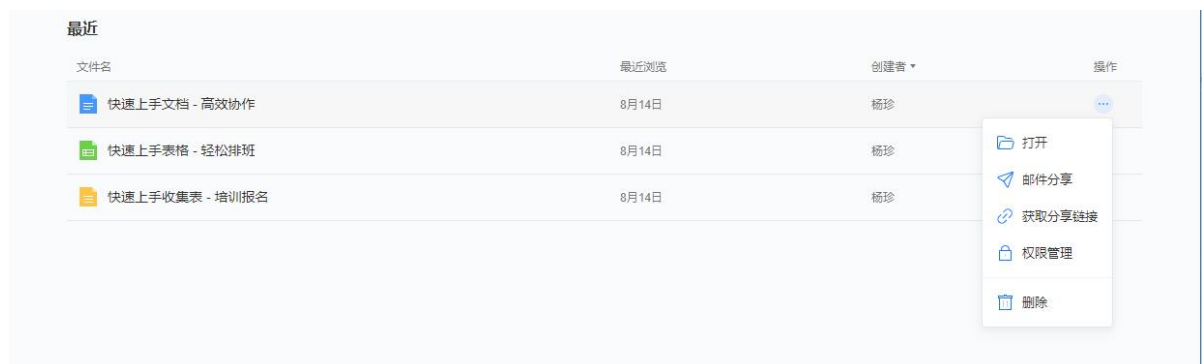 最近
文件名 最近浏览 创建者 操作
快速上手文档 - 高效协作 8月14日 杨珍
快速上手表格 - 轻松排班 8月14日 杨珍
快速上手收集表 - 培训报名 8月14日 杨珍
打开
邮件分享
获取分享链接
权限管理
删除